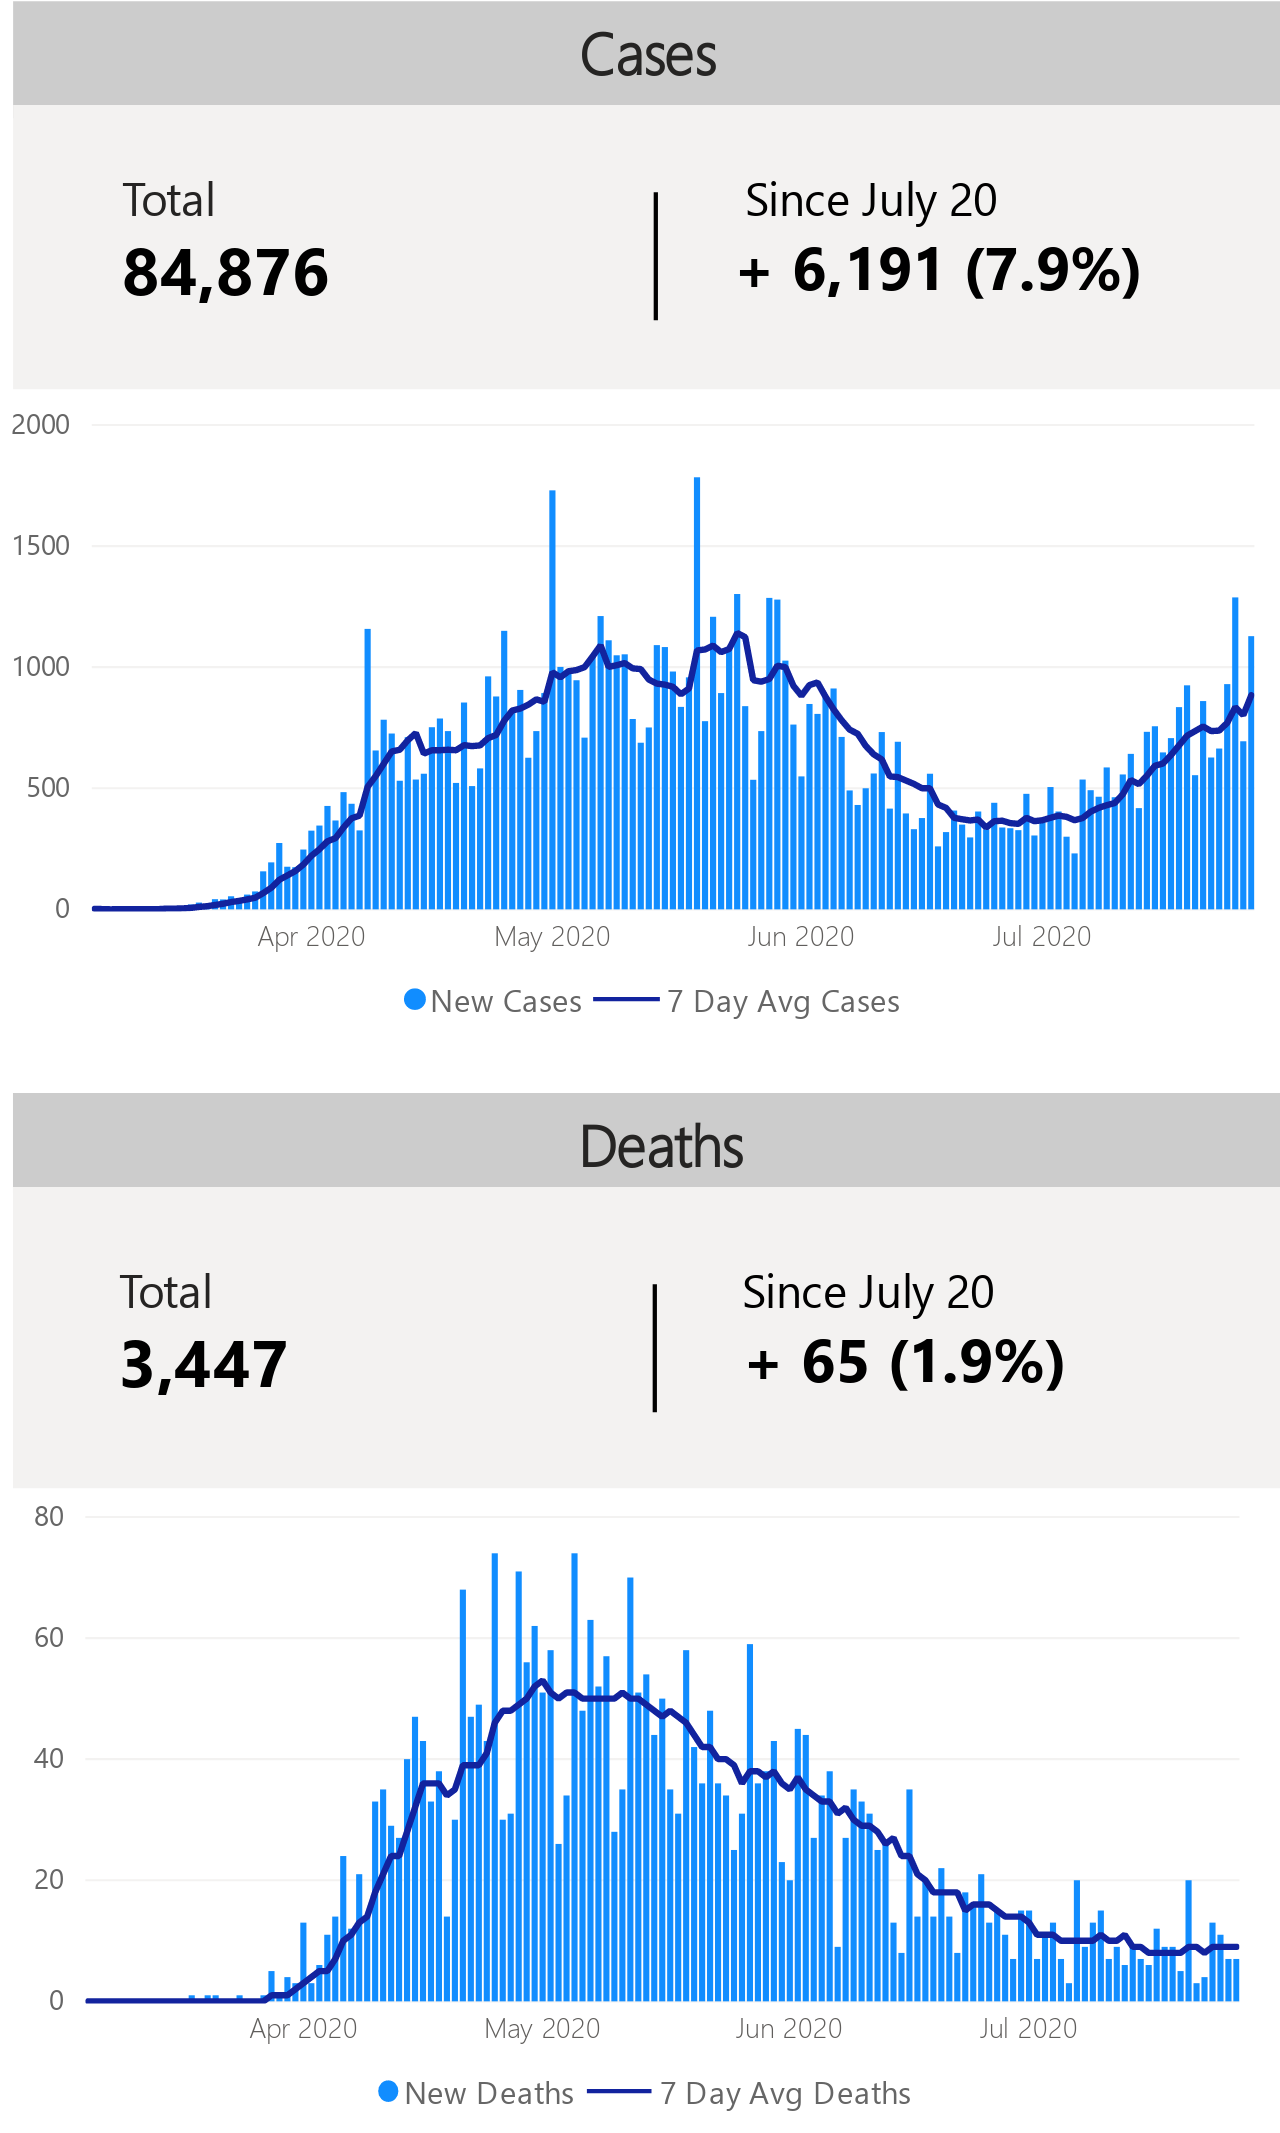 Cases
Total
Since July 20
84,876
+ 6,191 (7.9%)
2000
1500
1000
500
0
Apr 2020
May 2020
Jun 2020
Jul 2020
New Cases
7 Day Avg Cases
Deaths
Total
Since July 20
3,447
+ 65 (1.9%)
80
60
40
20
0
Apr 2020
May 2020
Jun 2020
Jul 2020
New Deaths
7 Day Avg Deaths